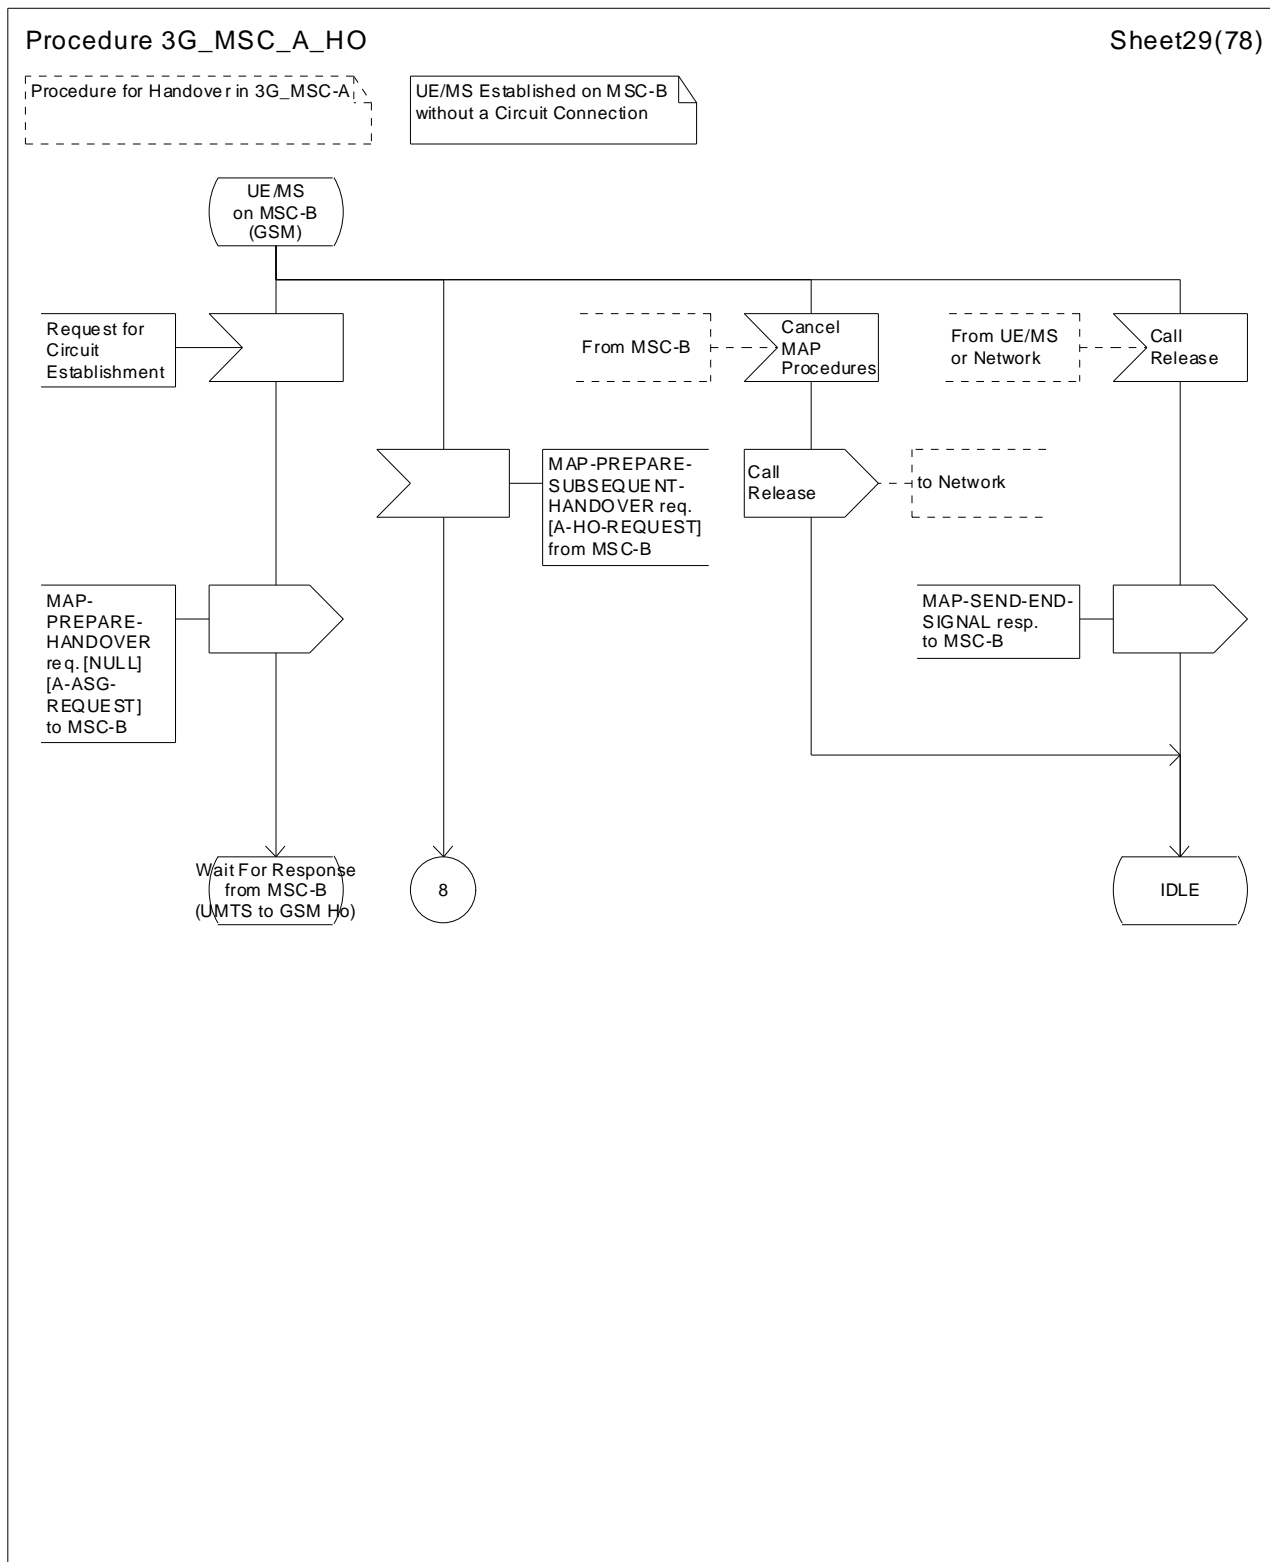 Procedure 3G_MSC_A_HO
Sheet29(78)
Procedure for Handover in 3G_MSC-A
UE/MS Established on MSC-B
without a Circuit Connection
UE/MS
on MSC-B
(GSM)
Request for
Circuit
Establishment
From MSC-B
Cancel
MAP
Procedures
From UE/MS
or Network
Call
Release
MAP-PREPARE-
SUBSEQUENT-
HANDOVER req.
[A-HO-REQUEST]
from MSC-B
Call
Release
to Network
MAP-
PREPARE-
HANDOVER
req. [NULL]
[A-ASG-
REQUEST]
to MSC-B
MAP-SEND-END-
SIGNAL resp.
to MSC-B
Wait For Response
from MSC-B
(UMTS to GSM Ho)
8
IDLE